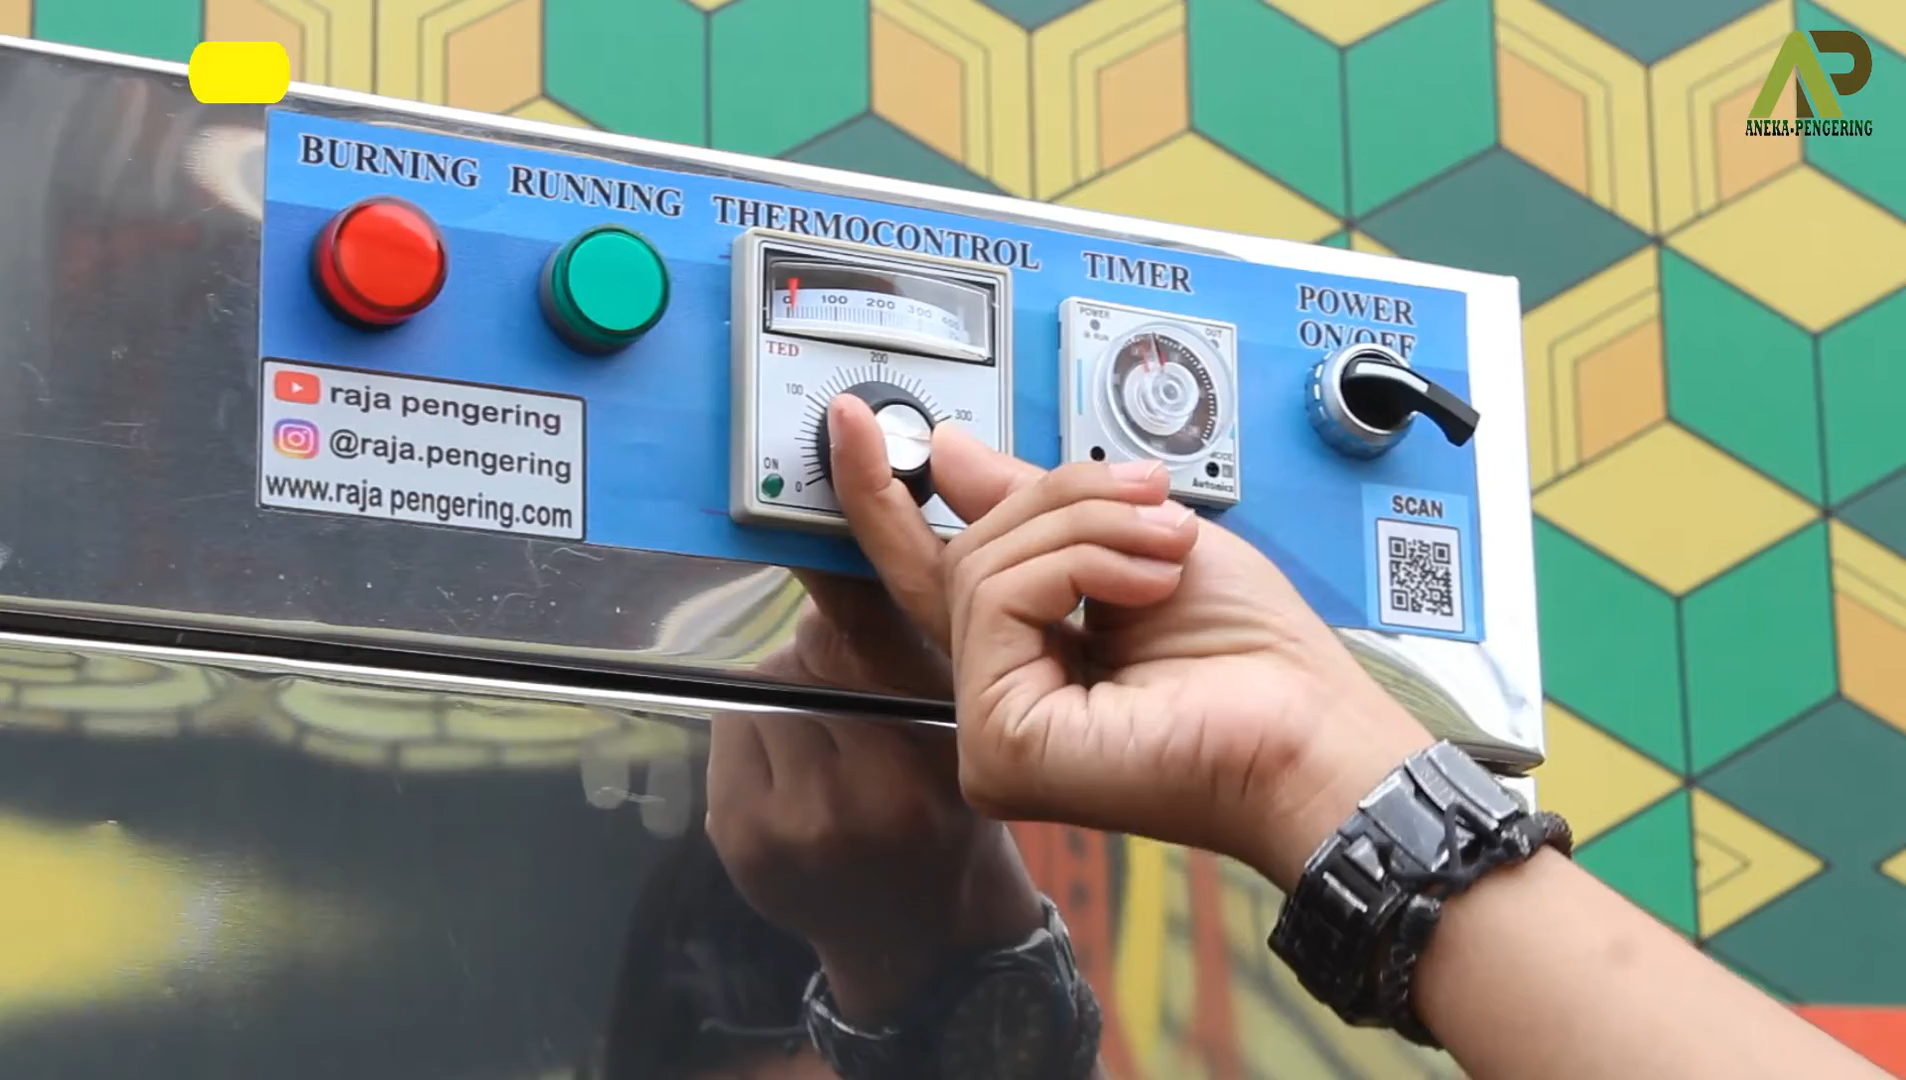 ANEKA-PENGERING
BURNING
RUNNING
THERMOCONTROL
TIMER
POWER
ON/OFF
0 100 200 300 400
TED
200
100
300
ON
0
POWER
OUT
MODE
Autonics
raja pengering
@raja.pengering
www.raja pengering.com
SCAN